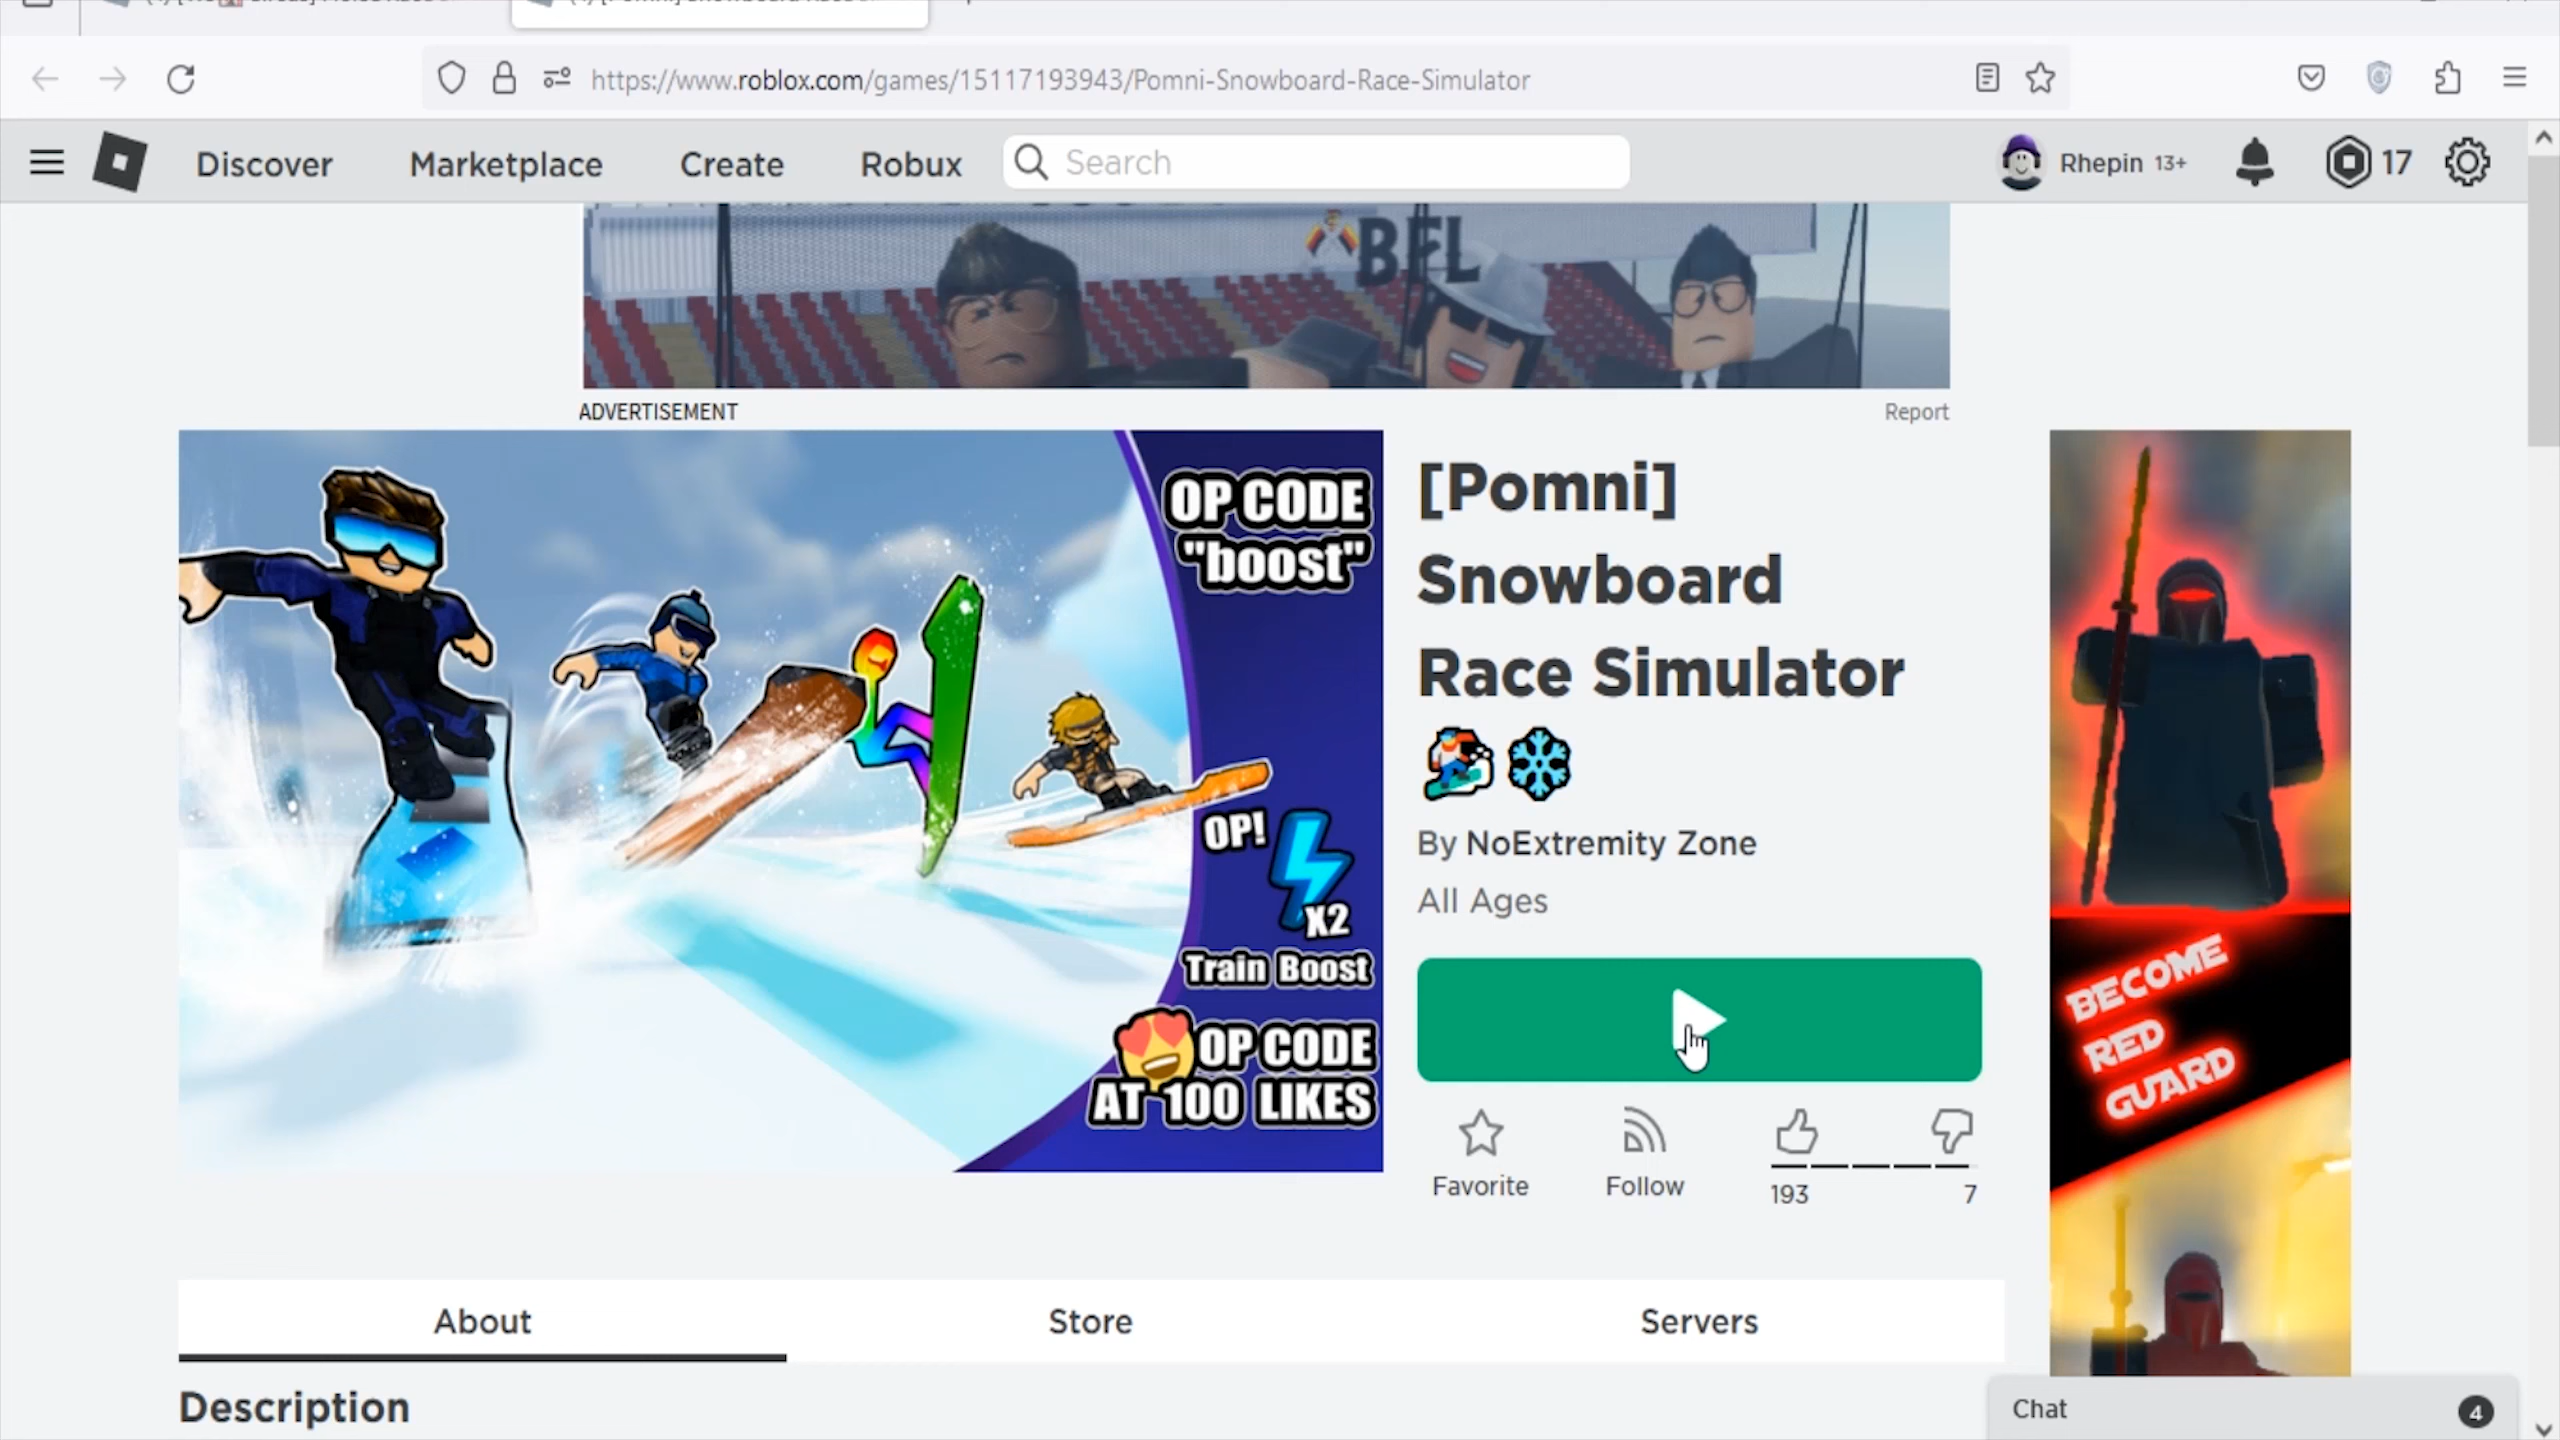 https://www.roblox.com/games/15117193943/Pomni-Snowboard-Race-Simulator
Discover
Marketplace
Create
Robux
Search
Rhepin 13+
17
BFL
ADVERTISEMENT
Report
OP CODE
"boost"
OP!
X2
Train Boost
OP CODE
AT 100 LIKES
[Pomni]
Snowboard
Race Simulator
By NoExtremity Zone
All Ages
Favorite
Follow
193
7
BECOME
RED
GUARD
About
Store
Servers
Description
Chat
4